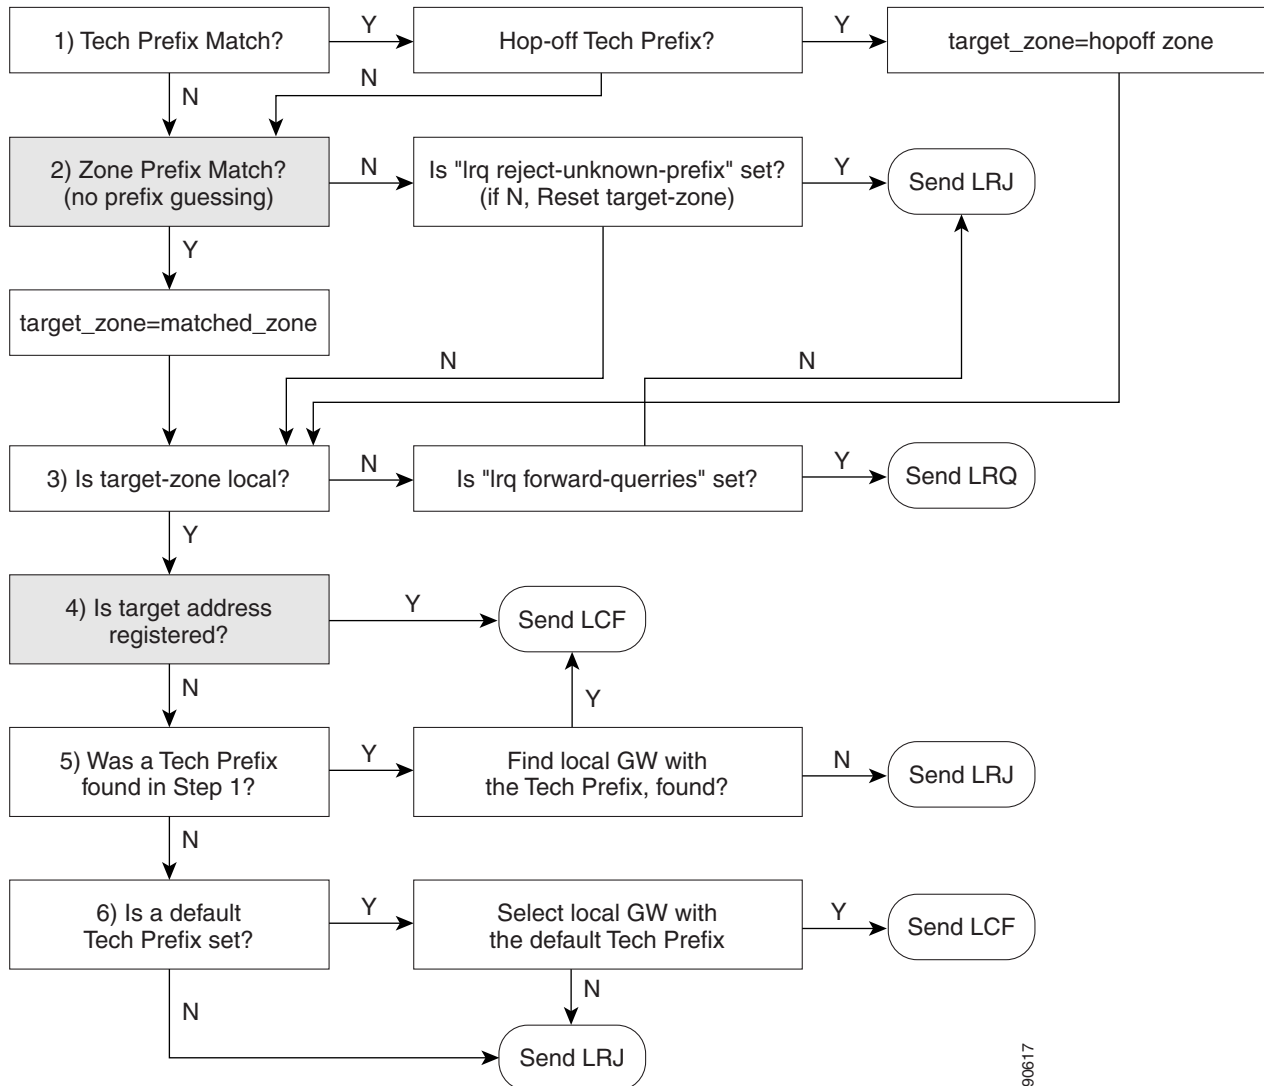 1) Tech Prefix Match?
Y
Hop-off Tech Prefix?
Y
target_zone=hopoff zone
N
N
2) Zone Prefix Match?
(no prefix guessing)
N
Is "lrq reject-unknown-prefix" set?
(if N, Reset target-zone)
Y
Send LRJ
Y
target_zone=matched_zone
N
N
3) Is target-zone local?
N
Is "lrq forward-querries" set?
Y
Send LRQ
Y
4) Is target address
registered?
Y
Send LCF
N
Y
5) Was a Tech Prefix
found in Step 1?
Y
Find local GW with
the Tech Prefix, found?
N
Send LRJ
N
6) Is a default
Tech Prefix set?
Y
Select local GW with
the default Tech Prefix
Y
Send LCF
N
N
Send LRJ
90617